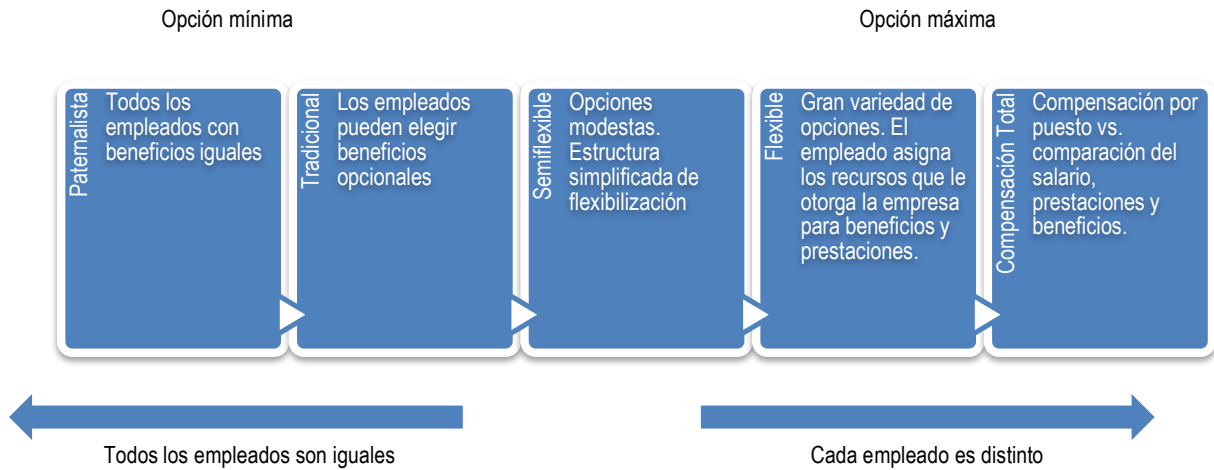 Opción mínima
Opción máxima
Paternalista
Todos los
empleados con
beneficios iguales
Tradicional
Los empleados
pueden elegir
beneficios
opcionales
Semiflexible
Opciones
modestas.
Estructura
simplificada de
flexibilización
Flexible
Gran variedad de
opciones. El
empleado asigna
los recursos que le
otorga la empresa
para beneficios y
prestaciones.
Compensación Total
Compensación por
puesto vs.
comparación del
salario,
prestaciones y
beneficios.
Todos los empleados son iguales
Cada empleado es distinto